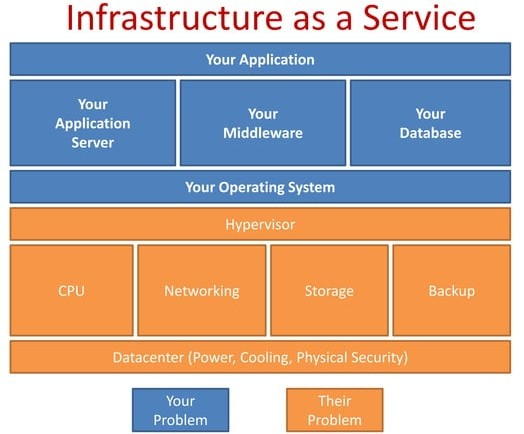 Infrastructure as a Service
Your Application
Your
Application
Server
Your
Middleware
Your
Database
Your Operating System
Hypervisor
CPU
Networking
Storage
Backup
Datacenter (Power, Cooling, Physical Security)
Your
Problem
Their
Problem